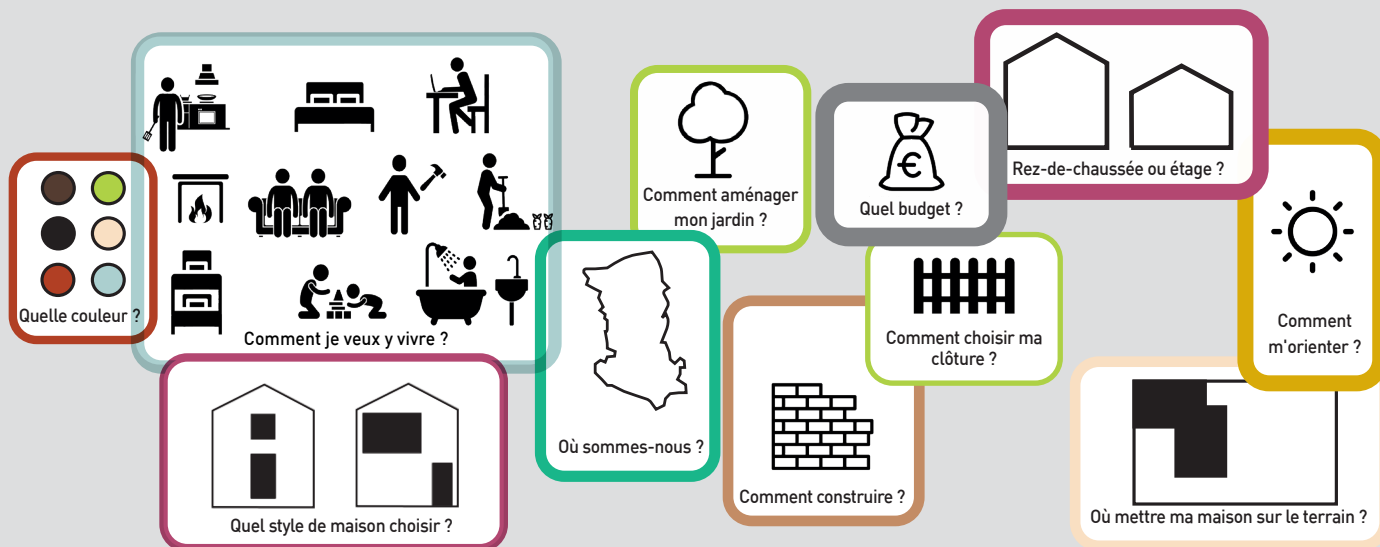 Quelle couleur ?
Comment je veux y vivre ?
Quel style de maison choisir ?
Comment aménager
mon jardin ?
Où sommes-nous ?
€
Quel budget ?
Comment choisir ma
clôture ?
Comment construire ?
Rez-de-chaussée ou étage ?
Comment
m'orienter ?
Où mettre ma maison sur le terrain ?